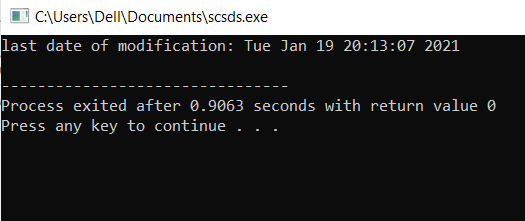 C:\Users\Dell\Documents\scsds.exe
last date of modification: Tue Jan 19 20:13:07 2021
--------------------------------
Process exited after 0.9063 seconds with return value 0
Press any key to continue . . .